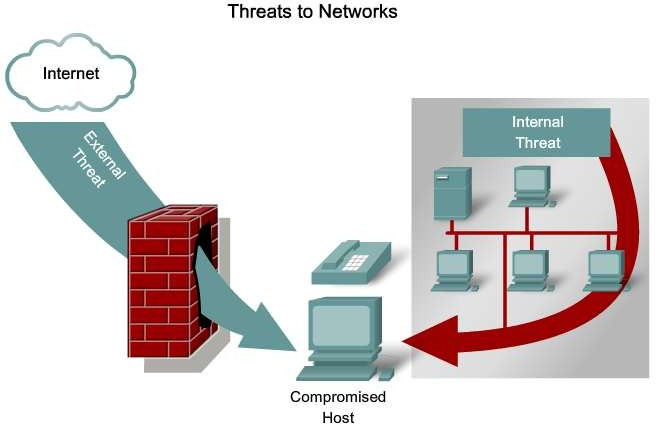 Threats to Networks
Internet
External
Threat
Internal
Threat
Compromised
Host